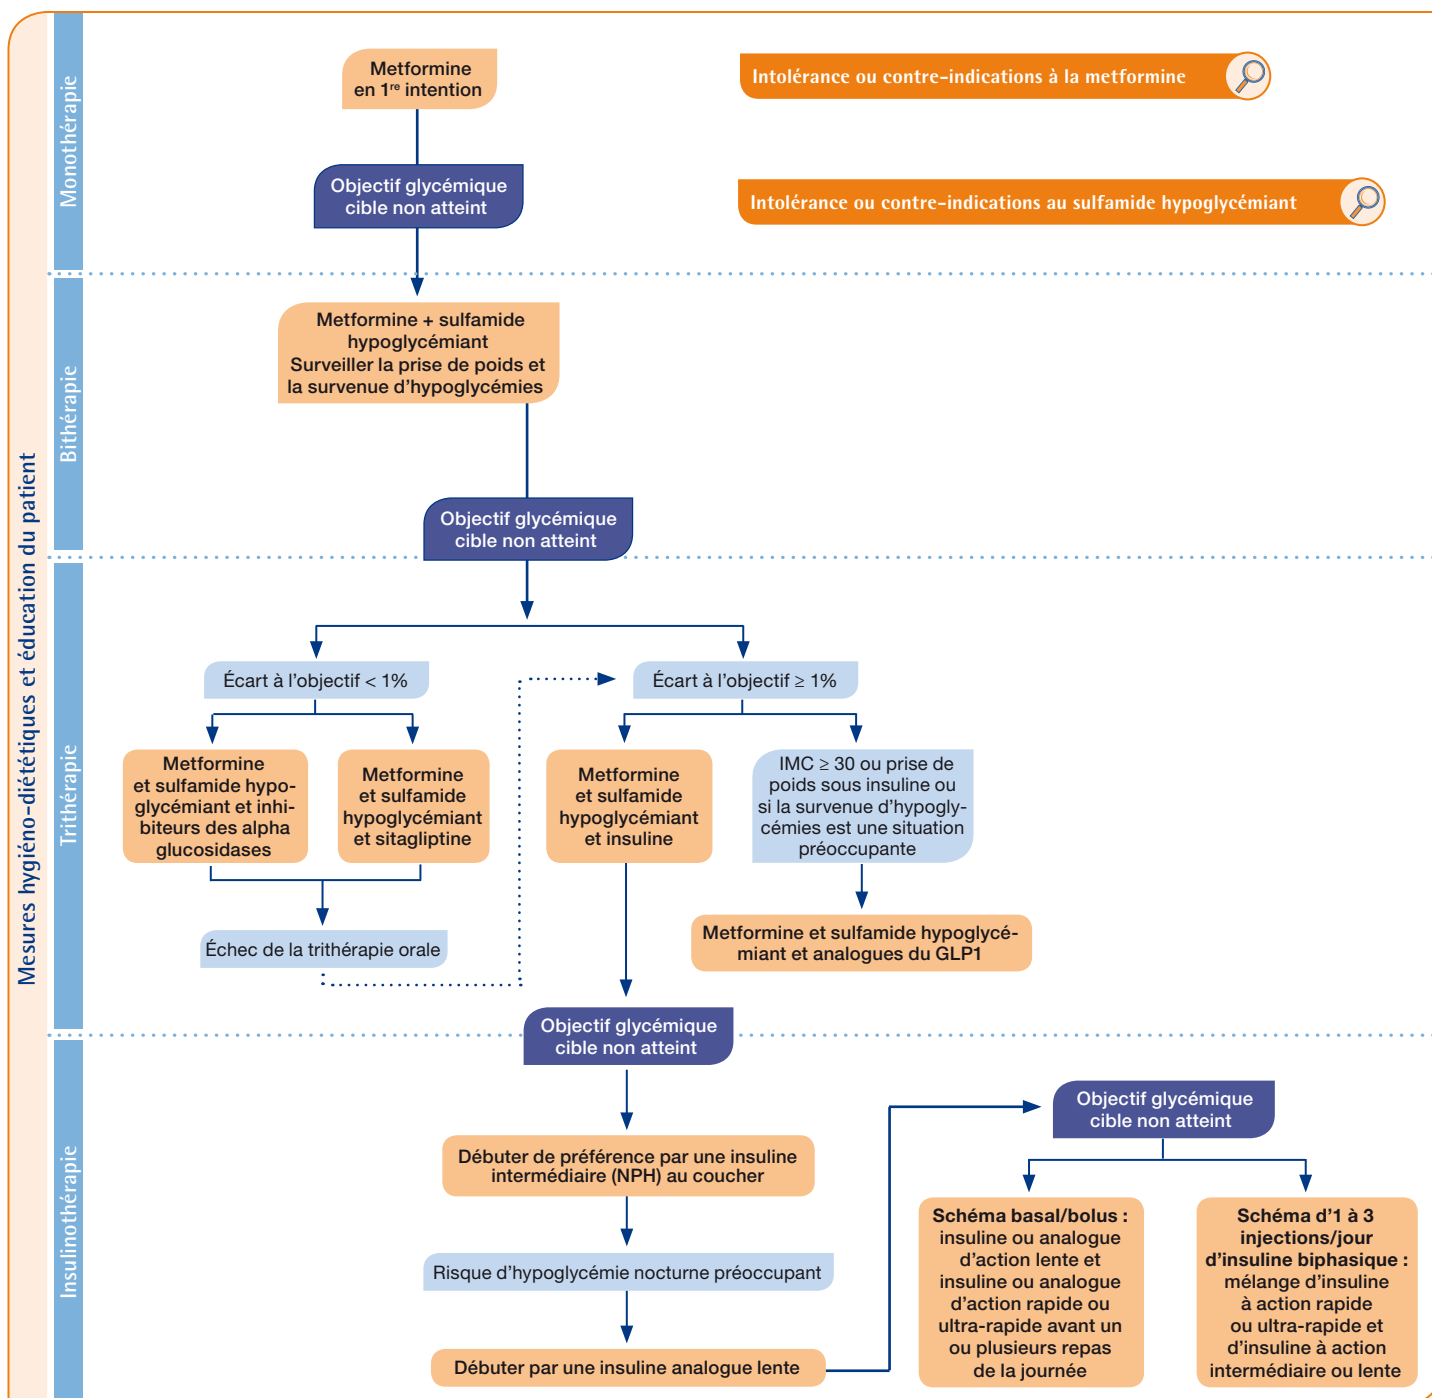 Mesures hygiéno-diététiques et éducation du patient
Monothérapie
Metformine
en 1re intention
Intolérance ou contre-indications à la metformine
Objectif glycémique
cible non atteint
Intolérance ou contre-indications au sulfamide hypoglycémiant
Bithérapie
Metformine + sulfamide
hypoglycémiant
Surveiller la prise de poids et
la survenue d'hypoglycémies
Objectif glycémique
cible non atteint
Trithérapie
Écart à l'objectif < 1%
Écart à l'objectif ≥ 1%
Metformine
et sulfamide hypo-
glycémiant et inhi-
biteurs des alpha
glucosidases
Metformine
et sulfamide
hypoglycémiant
et sitagliptine
Metformine
et sulfamide
hypoglycémiant
et insuline
IMC ≥ 30 ou prise de
poids sous insuline ou
si la survenue d'hypogly-
cémies est une situation
préoccupante
Échec de la trithérapie orale
Metformine et sulfamide hypoglycé-
miant et analogues du GLP1
Objectif glycémique
cible non atteint
Insulinothérapie
Débuter de préférence par une insuline
intermédiaire (NPH) au coucher
Risque d'hypoglycémie nocturne préoccupant
Débuter par une insuline analogue lente
Objectif glycémique
cible non atteint
Schéma basal/bolus :
insuline ou analogue
d'action lente et
insuline ou analogue
d'action rapide ou
ultra-rapide avant un
ou plusieurs repas
de la journée
Schéma d'1 à 3
injections/jour
d'insuline biphasique :
mélange d'insuline
à action rapide
ou ultra-rapide et
d'insuline à action
intermédiaire ou lente